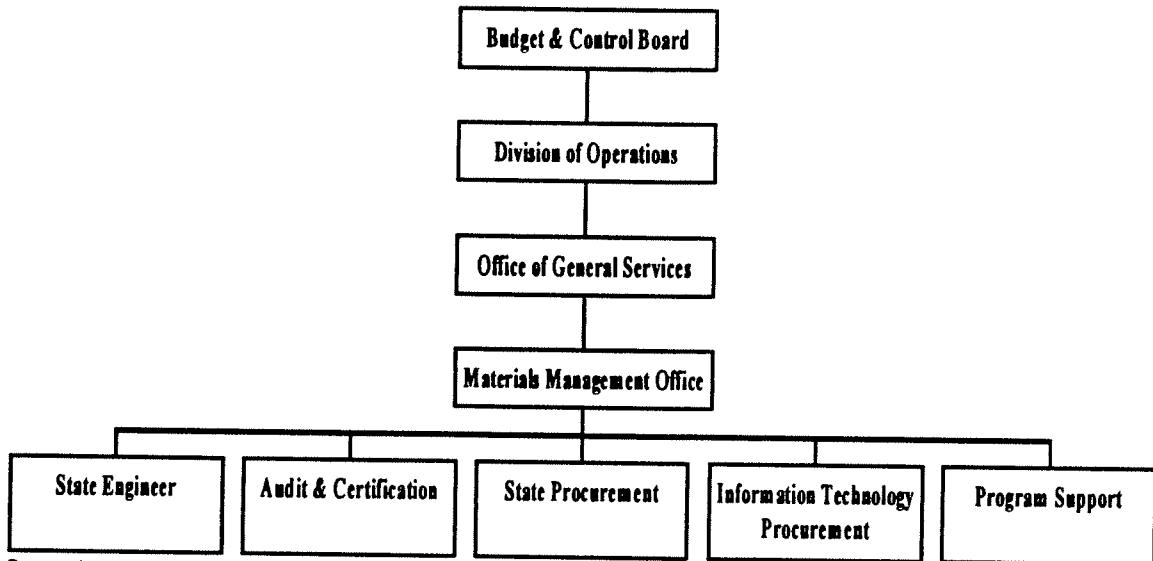 Budget & Control Board
Division of Operations
Office of General Services
Materials Management Office
State Engineer
Audit & Certification
State Procurement
Information Technology
Procurement
Program Support